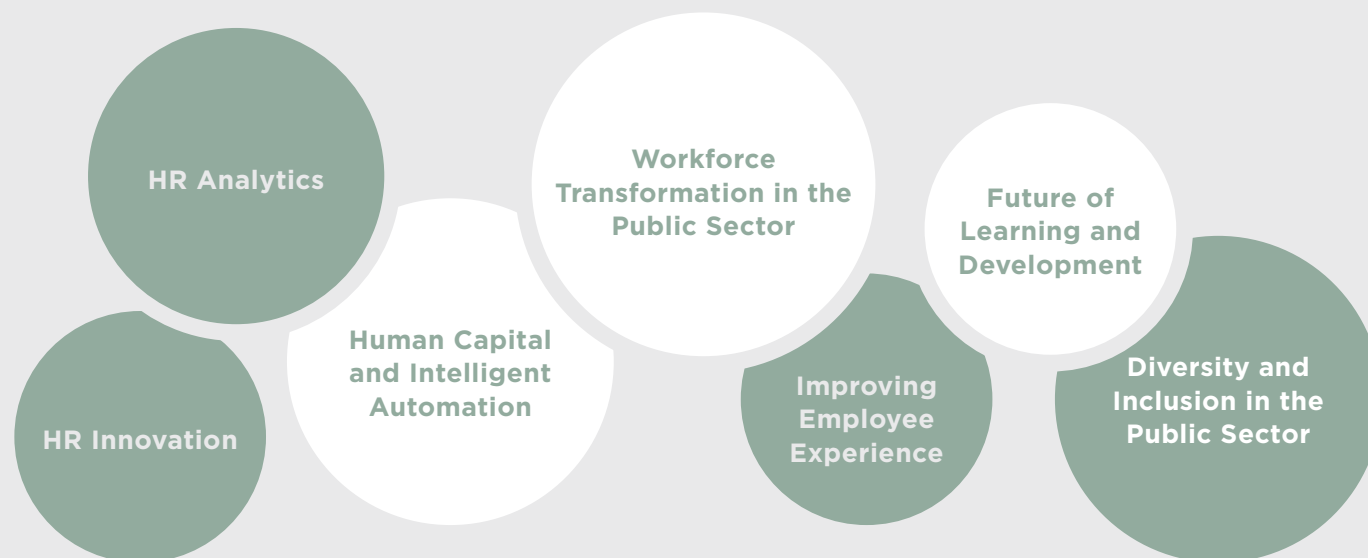 HR Analytics
HR Innovation
Human Capital
and Intelligent
Automation
Workforce
Transformation in the
Public Sector
Improving
Employee
Experience
Future of
Learning and
Development
Diversity and
Inclusion in the
Public Sector